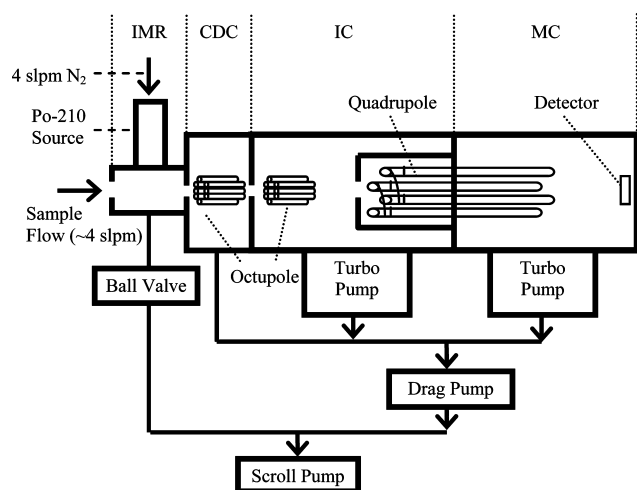 IMR
CDC
IC
MC
4 slpm N₂
Quadrupole
Detector
Po-210
Source
Sample
Flow (~4 slpm)
Octupole
Ball Valve
Turbo
Pump
Turbo
Pump
Drag Pump
Scroll Pump